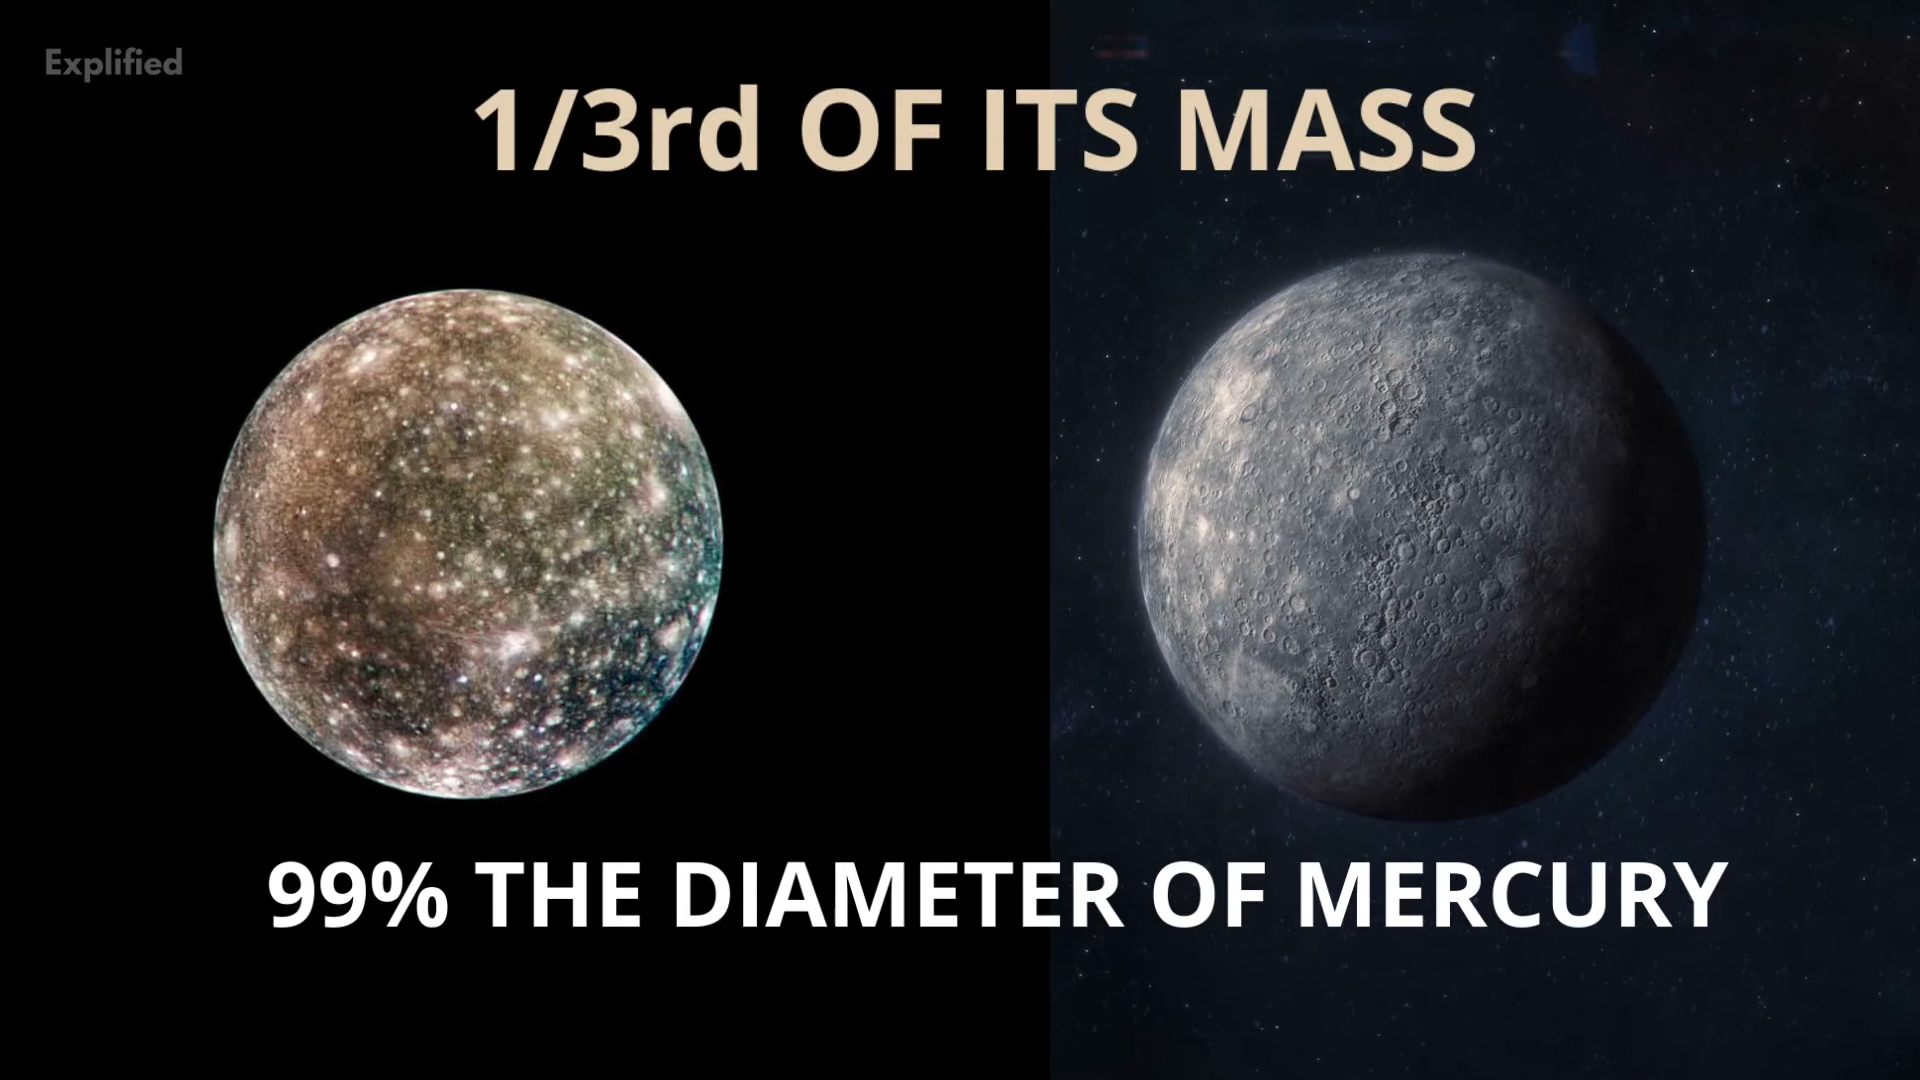 Explified
1/3rd OF ITS MASS
99% THE DIAMETER OF MERCURY